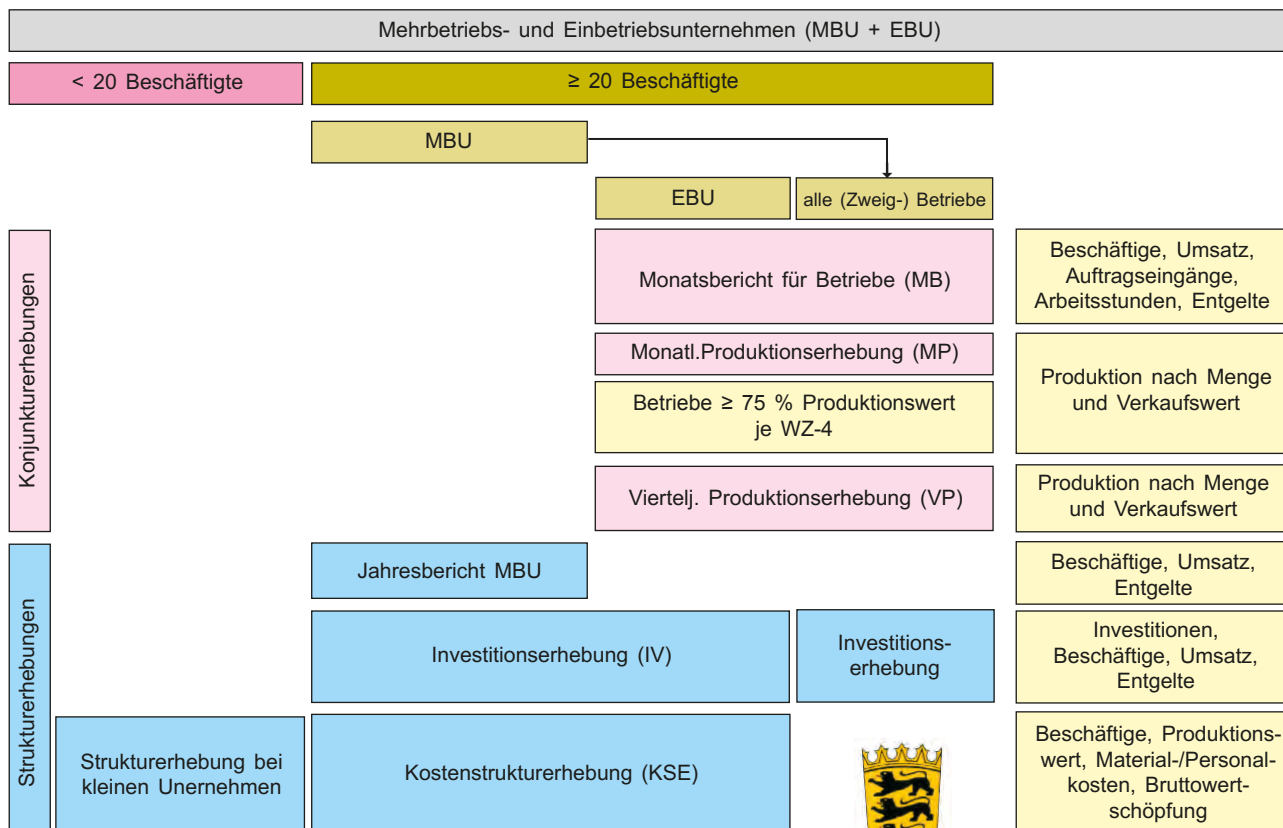 Mehrbetriebs- und Einbetriebsunternehmen (MBU + EBU)
< 20 Beschäftigte
≥ 20 Beschäftigte
MBU
EBU
alle (Zweig-) Betriebe
Konjunkturerhebungen
Monatsbericht für Betriebe (MB)
Beschäftige, Umsatz,
Auftragseingänge,
Arbeitsstunden, Entgelte
Monatl.Produktionserhebung (MP)
Betriebe ≥ 75 % Produktionswert
je WZ-4
Produktion nach Menge
und Verkaufswert
Viertelj. Produktionserhebung (VP)
Produktion nach Menge
und Verkaufswert
Strukturerhebungen
Jahresbericht MBU
Beschäftige, Umsatz,
Entgelte
Investitionserhebung (IV)
Investitions-
erhebung
Investitionen,
Beschäftige, Umsatz,
Entgelte
Strukturerhebung bei
kleinen Unernehmen
Kostenstrukturerhebung (KSE)
Beschäftige, Produktions-
wert, Material-/Personal-
kosten, Bruttowert-
schöpfung